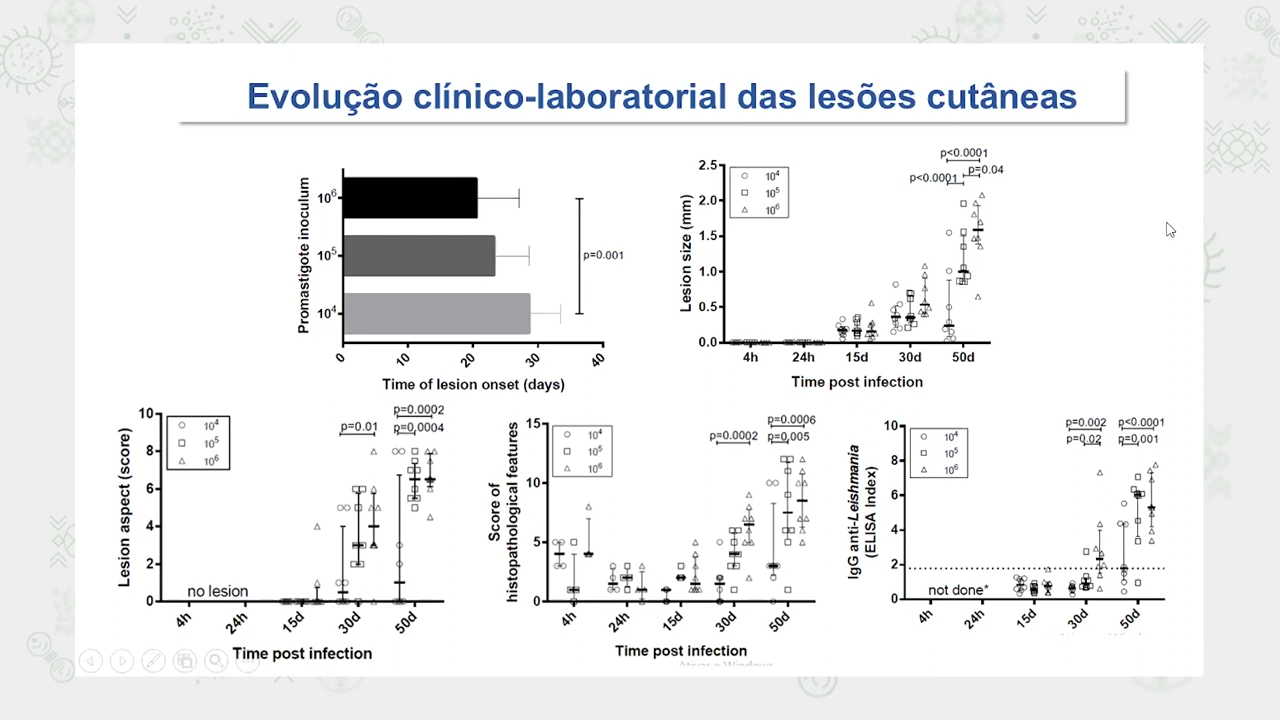 Evolução clínico-laboratorial das lesões cutâneas
Promastigote inoculum
10⁶
10⁵
10⁴
p=0.001
0
10
20
30
40
Time of lesion onset (days)
Lesion size (mm)
2.5
2.0
1.5
1.0
0.5
0.0
10⁴
10⁵
10⁶
p<0.0001
p=0.04
p<0.0001
4h
24h
15d
30d
50d
Time post infection
Lesion aspect (score)
10
8
6
4
2
0
10⁴
10⁵
10⁶
p=0.0002
p=0.01
p=0,0004
no lesion
4h
24h
15d
30d
50d
Time post infection
Score of
histopathological features
15
10
5
0
10⁴
10⁵
10⁶
p=0.0006
p=0.0002
p=0,005
4h
24h
15d
30d
50d
Time post infection
IgG anti-Leishmania
(ELISA Index)
10
8
6
4
2
0
10⁴
10⁵
10⁶
p=0.002
p<0.0001
p=0.02
p=0,001
not done*
4h
24h
15d
30d
50d